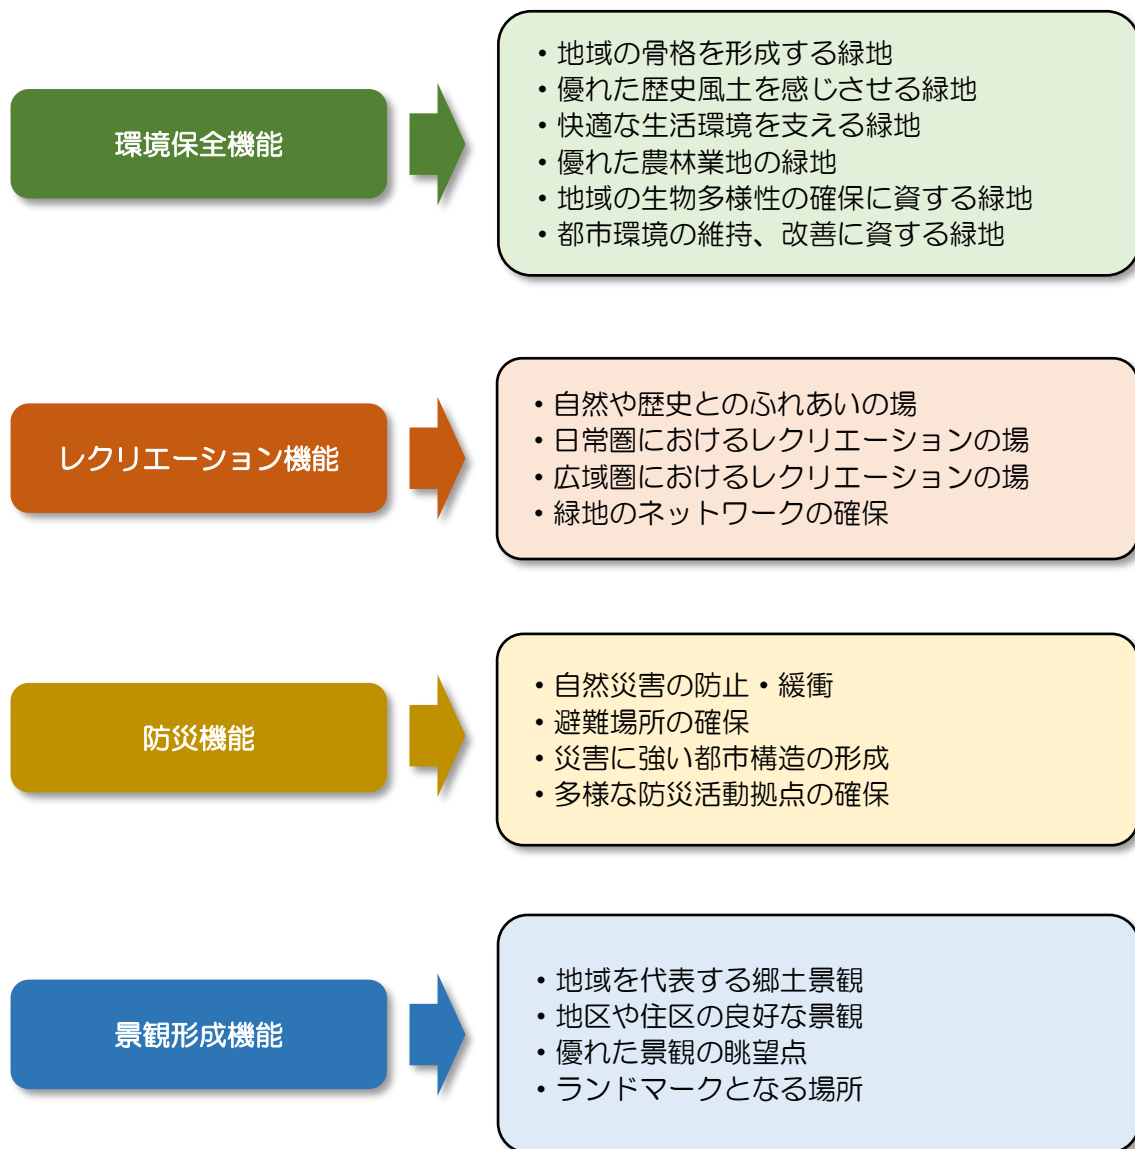 環境保全機能
・地域の骨格を形成する緑地
・優れた歴史風土を感じさせる緑地
・快適な生活環境を支える緑地
・優れた農林業地の緑地
・地域の生物多様性の確保に資する緑地
・都市環境の維持、改善に資する緑地
レクリエーション機能
・自然や歴史とのふれあいの場
・日常圏におけるレクリエーションの場
・広域圏におけるレクリエーションの場
・緑地のネットワークの確保
防災機能
・自然災害の防止・緩衝
・避難場所の確保
・災害に強い都市構造の形成
・多様な防災活動拠点の確保
景観形成機能
・地域を代表する郷土景観
・地区や住区の良好な景観
・優れた景観の眺望点
・ランドマークとなる場所